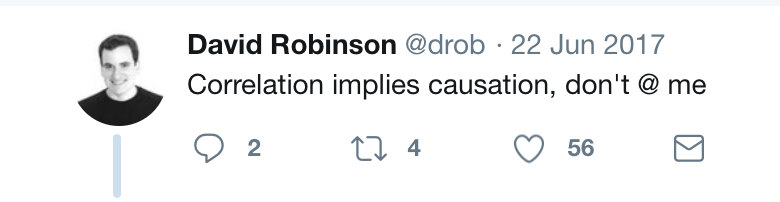 David Robinson @drob · 22 Jun 2017
Correlation implies causation, don't @ me
2 4 56